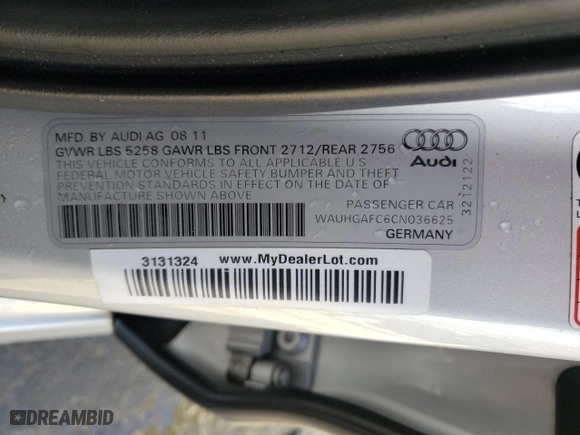 MFD. BY AUDI AG 08 11
GVWR LBS 5258 GAWR LBS FRONT 2712/REAR 2756
THIS VEHICLE CONFORMS TO ALL APPLICABLE U.S
FEDERAL MOTOR VEHICLE SAFETY,BUMPER AND THEFT
PREVENTION STANDARDS IN EFFECT ON THE DATE OF
MANUFACTURE SHOWN ABOVE.
Audi
3212122
PASSENGER CAR
WAUHGAFC6CN036625
GERMANY
3131324 www.MyDealerLot.com
DREAMBID